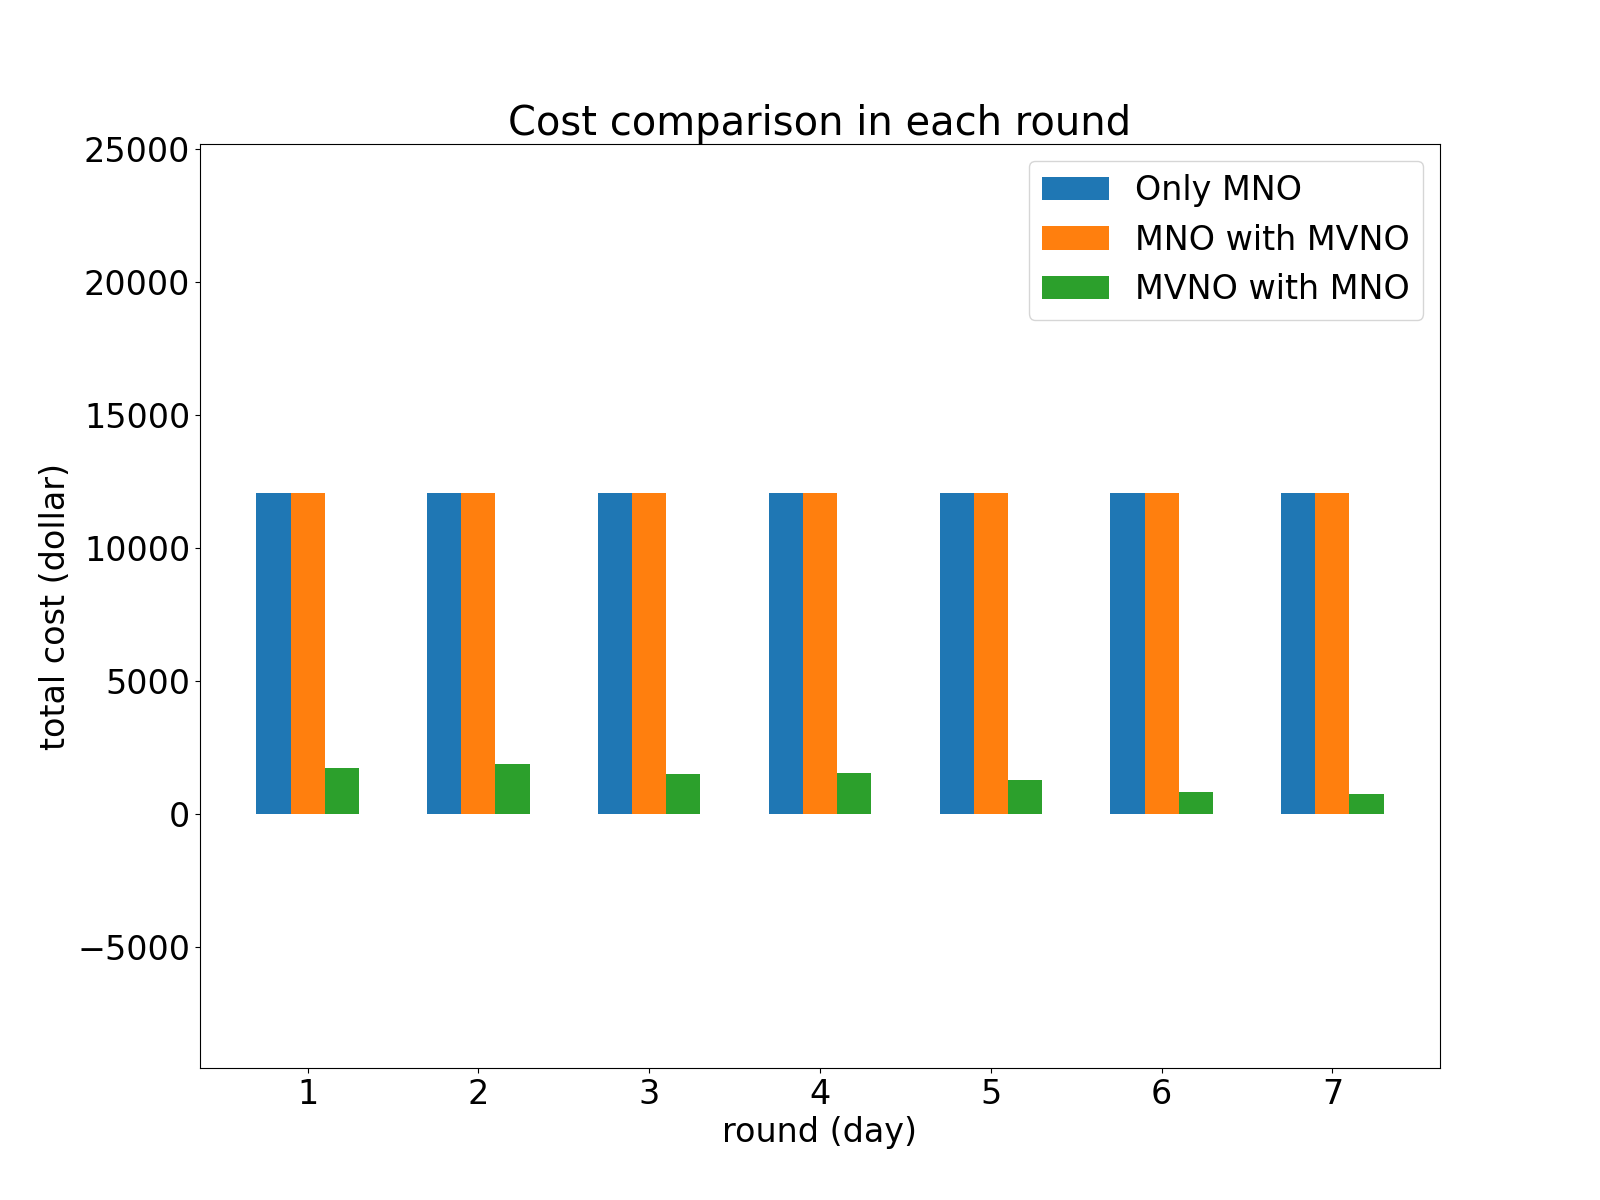 Cost comparison in each round
25000
20000
15000
10000
5000
0
−5000
total cost (dollar)
Only MNO
MNO with MVNO
MVNO with MNO
1 2 3 4 5 6 7
round (day)